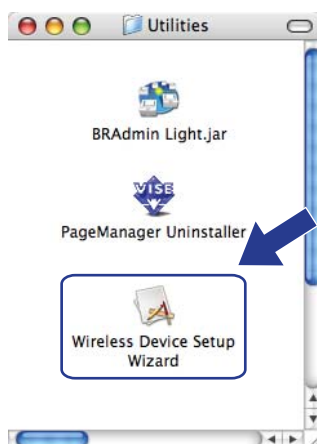 Utilities
BRAdmin Light.jar
VISE
PageManager Uninstaller
Wireless Device Setup
Wizard